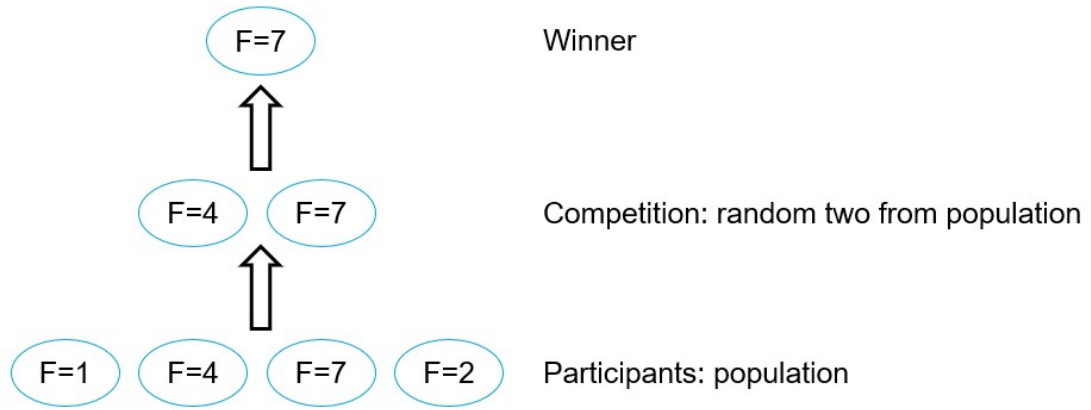 F=7 Winner
F=4 F=7 Competition: random two from population
F=1 F=4 F=7 F=2 Participants: population